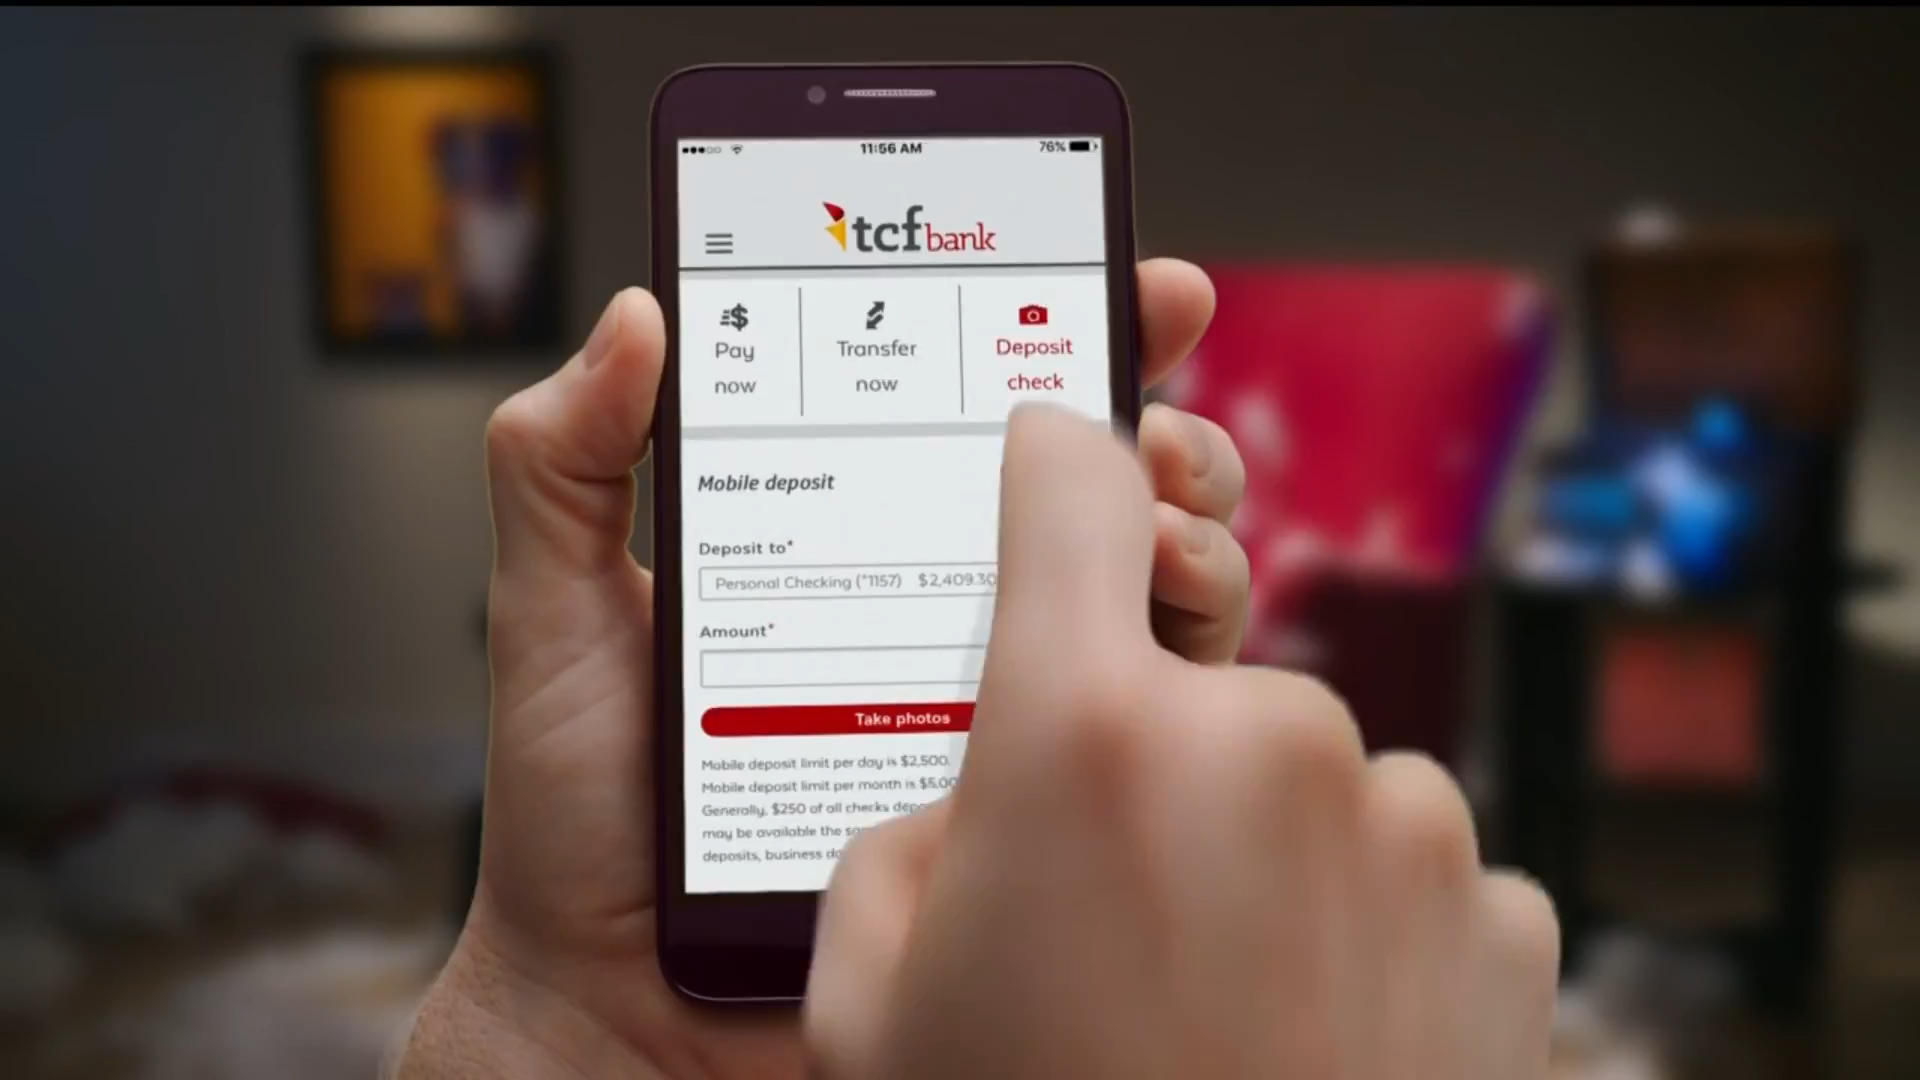 11:56 AM
76%
tcf bank
Pay now
Transfer now
Deposit check
Mobile deposit
Deposit to*
Personal Checking (*1157) $2,409.30
Amount*
Take photos
Mobile deposit limit per day is $2,500.
Mobile deposit limit per month is
Generally, $250 of all checks
may be available the
deposits, business